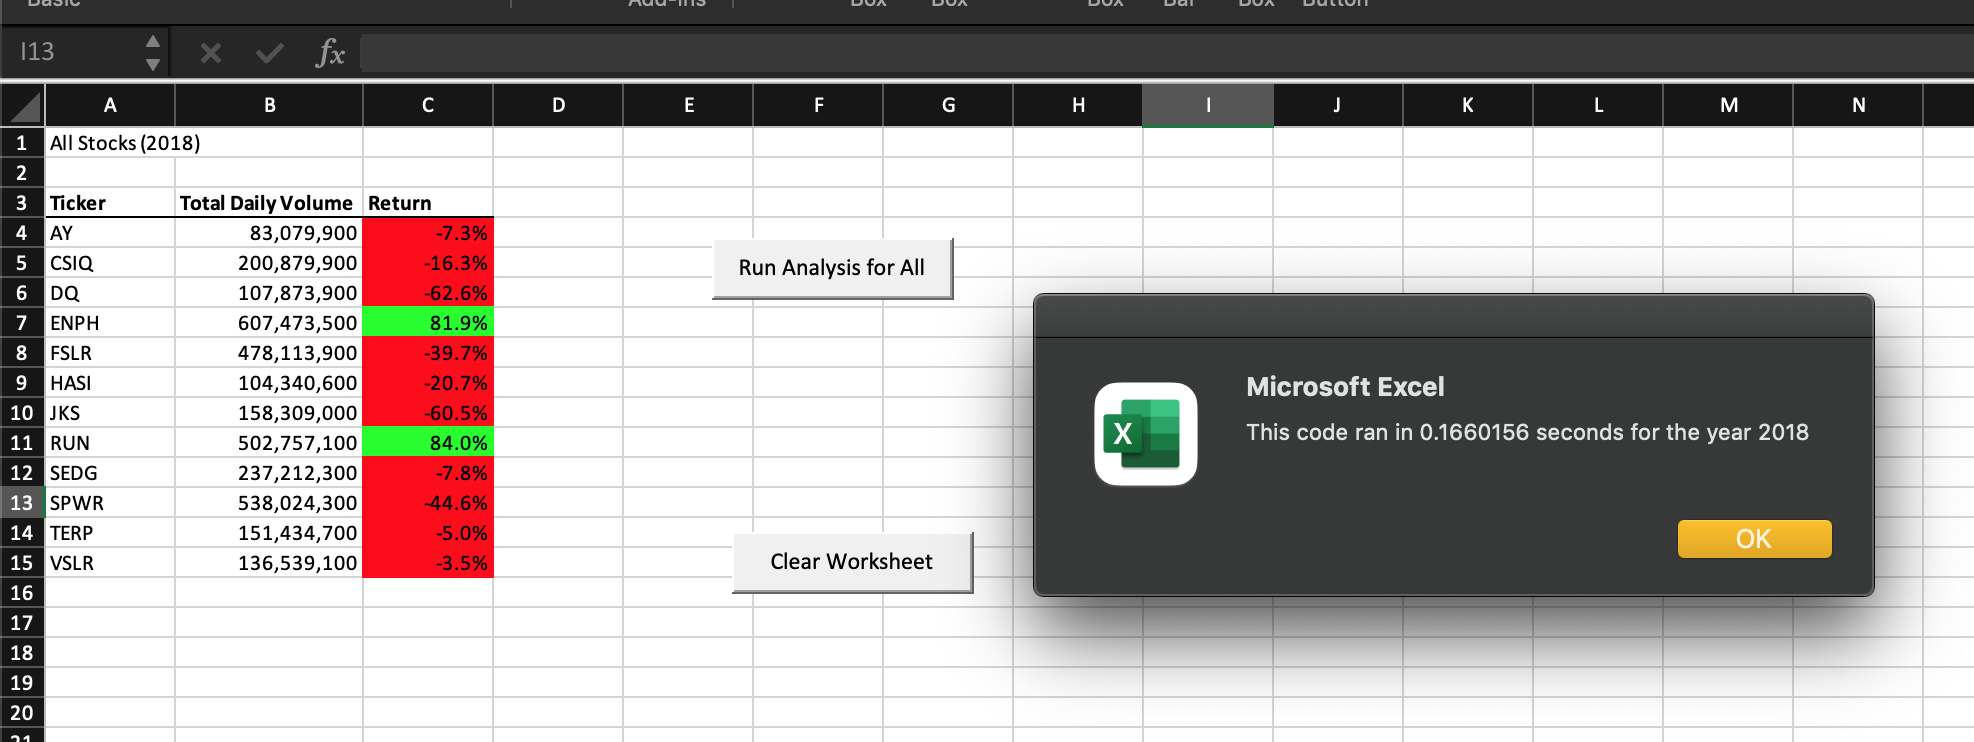 Basic Add-ins Box Box Box Bar Box Button
I13 fx
A B C D E F G H I J K L M N
1 All Stocks (2018)
2
3 Ticker Total Daily Volume Return
4 AY 83,079,900 -7.3%
5 CSIQ 200,879,900 -16.3%
6 DQ 107,873,900 -62.6%
7 ENPH 607,473,500 81.9%
8 FSLR 478,113,900 -39.7%
9 HASI 104,340,600 -20.7%
10 JKS 158,309,000 -60.5%
11 RUN 502,757,100 84.0%
12 SEDG 237,212,300 -7.8%
13 SPWR 538,024,300 -44.6%
14 TERP 151,434,700 -5.0%
15 VSLR 136,539,100 -3.5%
16
17
18
19
20
21
Run Analysis for All
Clear Worksheet
Microsoft Excel
X
This code ran in 0.1660156 seconds for the year 2018
OK